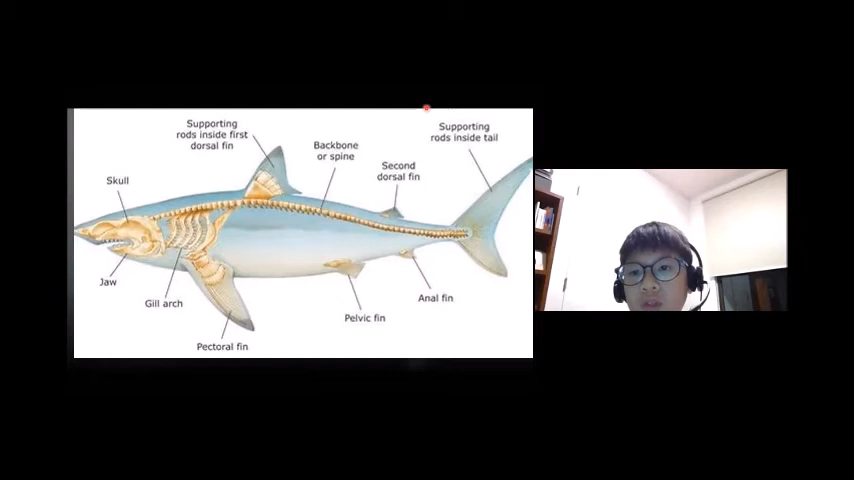 Supporting
rods inside first
dorsal fin
Backbone
or spine
Second
dorsal fin
Supporting
rods inside tail
Skull
Jaw
Gill arch
Pectoral fin
Pelvic fin
Anal fin